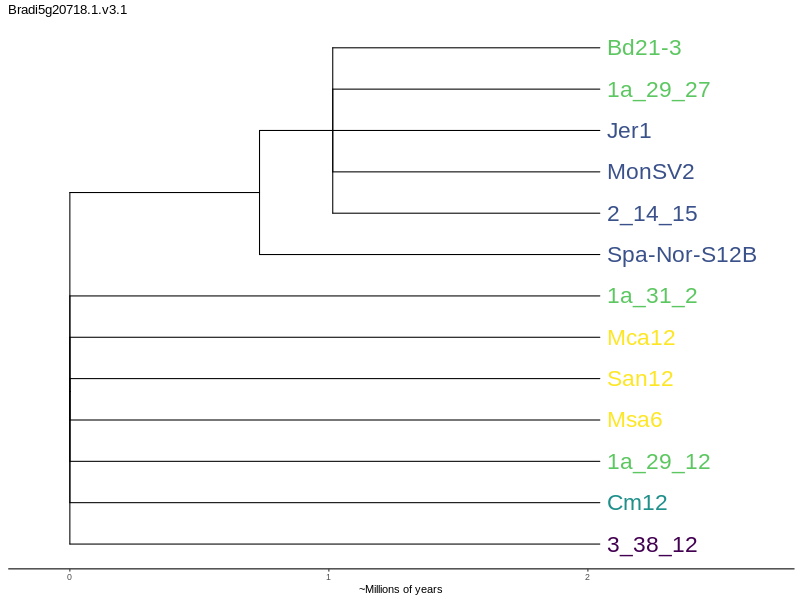 Bradi5g20718.1.v3.1
Bd21-3
1a_29_27
Jer1
MonSV2
2_14_15
Spa-Nor-S12B
1a_31_2
Mca12
San12
Msa6
1a_29_12
Cm12
3_38_12
0 1 2
~Millions of years